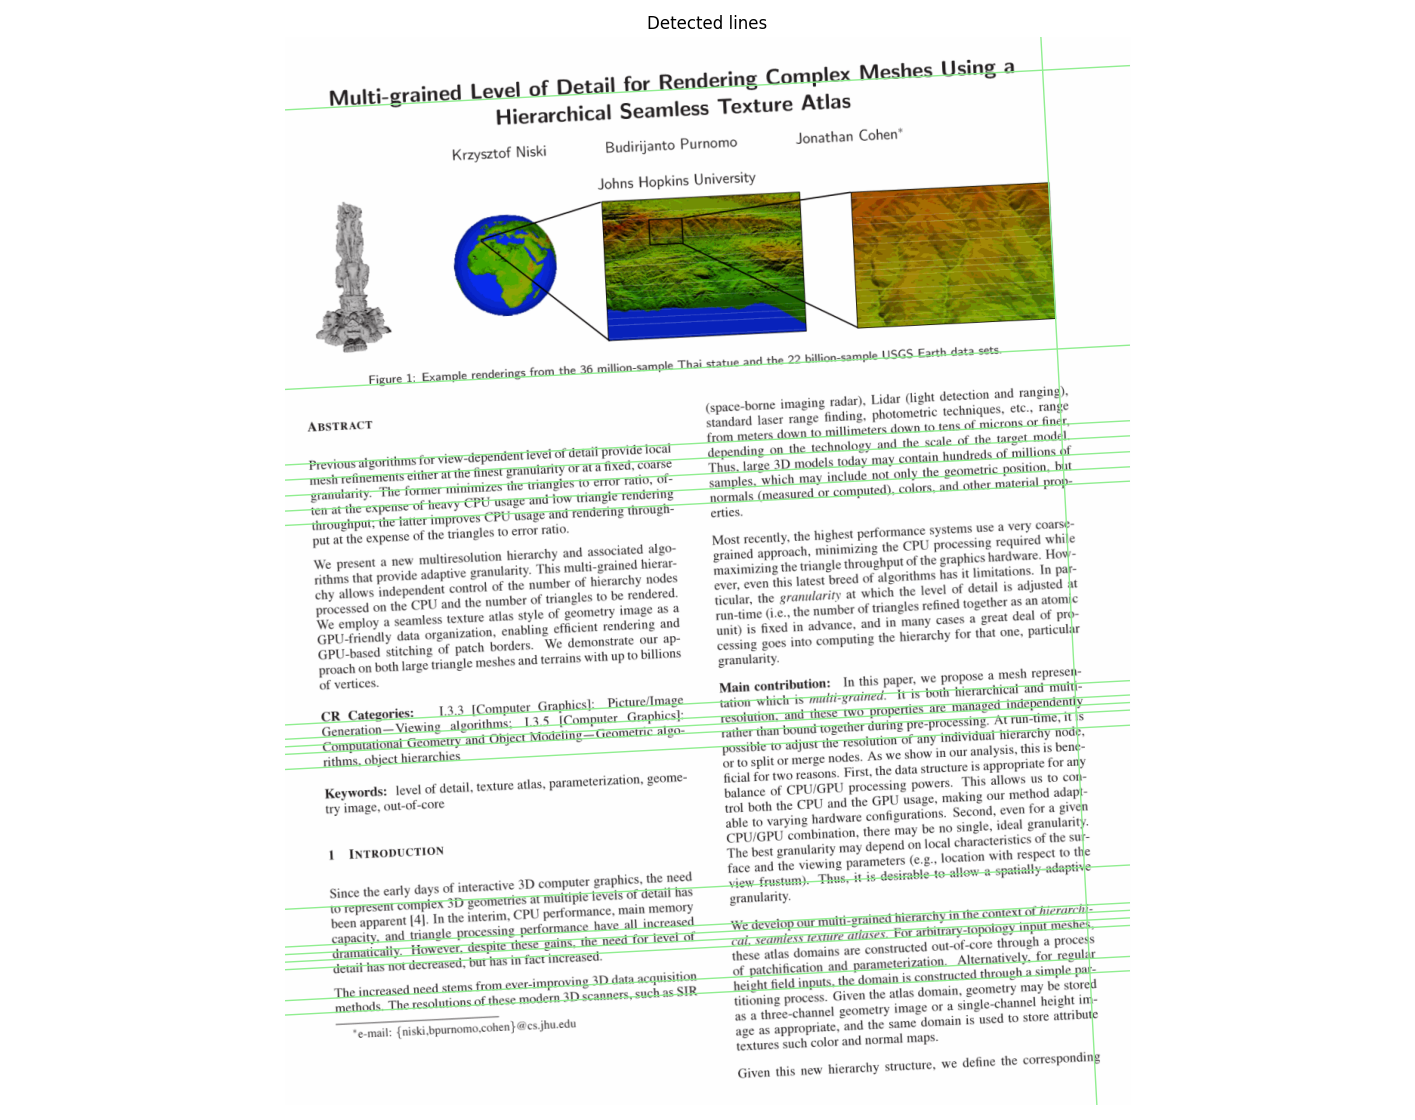 Detected lines
Multi-grained Level of Detail for Rendering Complex Meshes Using a
Hierarchical Seamless Texture Atlas
Krzysztof Niski Budirijanto Purnomo Jonathan Cohen*
Johns Hopkins University
Figure 1: Example renderings from the 36 million-sample Thai statue and the 22 billion-sample USGS Earth data sets.
ABSTRACT
Previous algorithms for view-dependent level of detail provide local
mesh refinements either at the finest granularity or at a fixed, coarse
granularity. The former minimizes the triangles to error ratio, of-
ten at the expense of heavy CPU usage and low triangle rendering
throughput; the latter improves CPU usage and rendering through-
put at the expense of the triangles to error ratio.
We present a new multiresolution hierarchy and associated algo-
rithms that provide adaptive granularity. This multi-grained hierar-
chy allows independent control of the number of hierarchy nodes
processed on the CPU and the number of triangles to be rendered.
We employ a seamless texture atlas style of geometry image as a
GPU-friendly data organization, enabling efficient rendering and
GPU-based stitching of patch borders. We demonstrate our ap-
proach on both large triangle meshes and terrains with up to billions
of vertices.
CR Categories: I.3.3 [Computer Graphics]: Picture/Image
Generation—Viewing algorithms; I.3.5 [Computer Graphics]:
Computational Geometry and Object Modeling—Geometric algo-
rithms, object hierarchies
Keywords: level of detail, texture atlas, parameterization, geome-
try image, out-of-core
1 INTRODUCTION
Since the early days of interactive 3D computer graphics, the need
to represent complex 3D geometries at multiple levels of detail has
been apparent [4]. In the interim, CPU performance, main memory
capacity, and triangle processing performance have all increased
dramatically. However, despite these gains, the need for level of
detail has not decreased, but has in fact increased.
The increased need stems from ever-improving 3D data acquisition
methods. The resolutions of these modern 3D scanners, such as SIR
*e-mail: {niski,bpurnomo,cohen}@cs.jhu.edu
(space-borne imaging radar), Lidar (light detection and ranging),
standard laser range finding, photometric techniques, etc., range
from meters down to millimeters down to tens of microns or finer,
depending on the technology and the scale of the target model.
Thus, large 3D models today may contain hundreds of millions of
samples, which may include not only the geometric position, but
normals (measured or computed), colors, and other material prop-
erties.
Most recently, the highest performance systems use a very coarse-
grained approach, minimizing the CPU processing required while
maximizing the triangle throughput of the graphics hardware. How-
ever, even this latest breed of algorithms has it limitations. In par-
ticular, the granularity at which the level of detail is adjusted at
run-time (i.e., the number of triangles refined together as an atomic
unit) is fixed in advance, and in many cases a great deal of pro-
cessing goes into computing the hierarchy for that one, particular
granularity.
Main contribution: In this paper, we propose a mesh represen-
tation which is multi-grained. It is both hierarchical and multi-
resolution, and these two properties are managed independently
rather than bound together during pre-processing. At run-time, it is
possible to adjust the resolution of any individual hierarchy node,
or to split or merge nodes. As we show in our analysis, this is bene-
ficial for two reasons. First, the data structure is appropriate for any
balance of CPU/GPU processing powers. This allows us to con-
trol both the CPU and the GPU usage, making our method adapt-
able to varying hardware configurations. Second, even for a given
CPU/GPU combination, there may be no single, ideal granularity.
The best granularity may depend on local characteristics of the sur-
face and the viewing parameters (e.g., location with respect to the
view frustum). Thus, it is desirable to allow a spatially-adaptive
granularity.
We develop our multi-grained hierarchy in the context of hierarchi-
cal, seamless texture atlases. For arbitrary-topology input meshes,
these atlas domains are constructed out-of-core through a process
of patchification and parameterization. Alternatively, for regular
height field inputs, the domain is constructed through a simple par-
titioning process. Given the atlas domain, geometry may be stored
as a three-channel geometry image or a single-channel height im-
age as appropriate, and the same domain is used to store attribute
textures such color and normal maps.
Given this new hierarchy structure, we define the corresponding